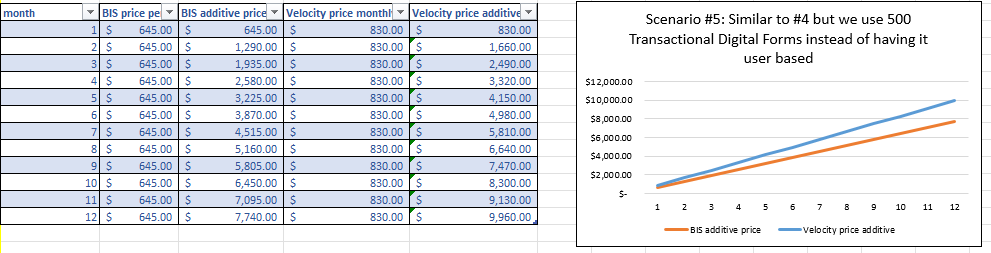 month BIS price pe BIS additive price Velocity price monthl Velocity price additive
1 $ 645.00 $ 645.00 $ 830.00 $ 830.00
2 $ 645.00 $ 1,290.00 $ 830.00 $ 1,660.00
3 $ 645.00 $ 1,935.00 $ 830.00 $ 2,490.00
4 $ 645.00 $ 2,580.00 $ 830.00 $ 3,320.00
5 $ 645.00 $ 3,225.00 $ 830.00 $ 4,150.00
6 $ 645.00 $ 3,870.00 $ 830.00 $ 4,980.00
7 $ 645.00 $ 4,515.00 $ 830.00 $ 5,810.00
8 $ 645.00 $ 5,160.00 $ 830.00 $ 6,640.00
9 $ 645.00 $ 5,805.00 $ 830.00 $ 7,470.00
10 $ 645.00 $ 6,450.00 $ 830.00 $ 8,300.00
11 $ 645.00 $ 7,095.00 $ 830.00 $ 9,130.00
12 $ 645.00 $ 7,740.00 $ 830.00 $ 9,960.00
Scenario #5: Similar to #4 but we use 500
Transactional Digital Forms instead of having it
user based
$12,000.00
$10,000.00
$8,000.00
$6,000.00
$4,000.00
$2,000.00
$-
1 2 3 4 5 6 7 8 9 10 11 12
BIS additive price Velocity price additive